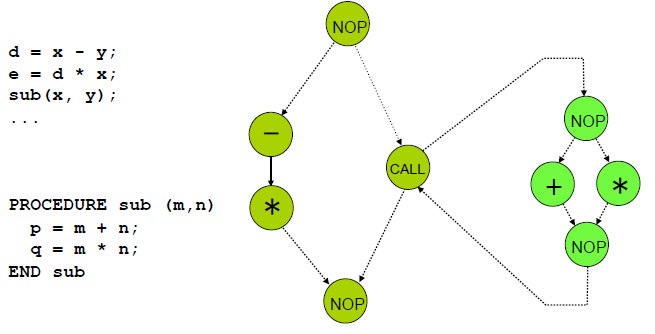 d = x - y;
e = d * x;
sub(x, y);
...
PROCEDURE sub (m,n)
p = m + n;
q = m * n;
END sub
NOP
−
CALL
*
NOP
NOP
+
*
NOP